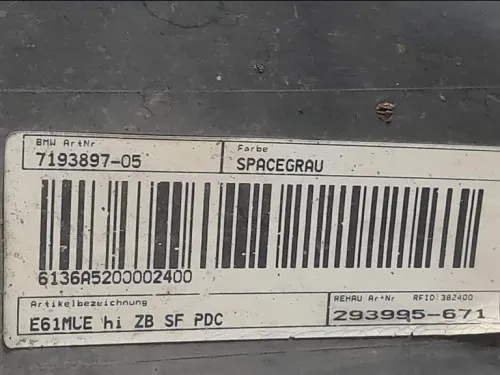 BMW ArtNr
7193897-05
Farbe
SPACEGRAU
6136A5200002400
Artikelbezeichnung
E61MUE hi ZB SF PDC
REHAU ArtNr RFID 382400
293995-671